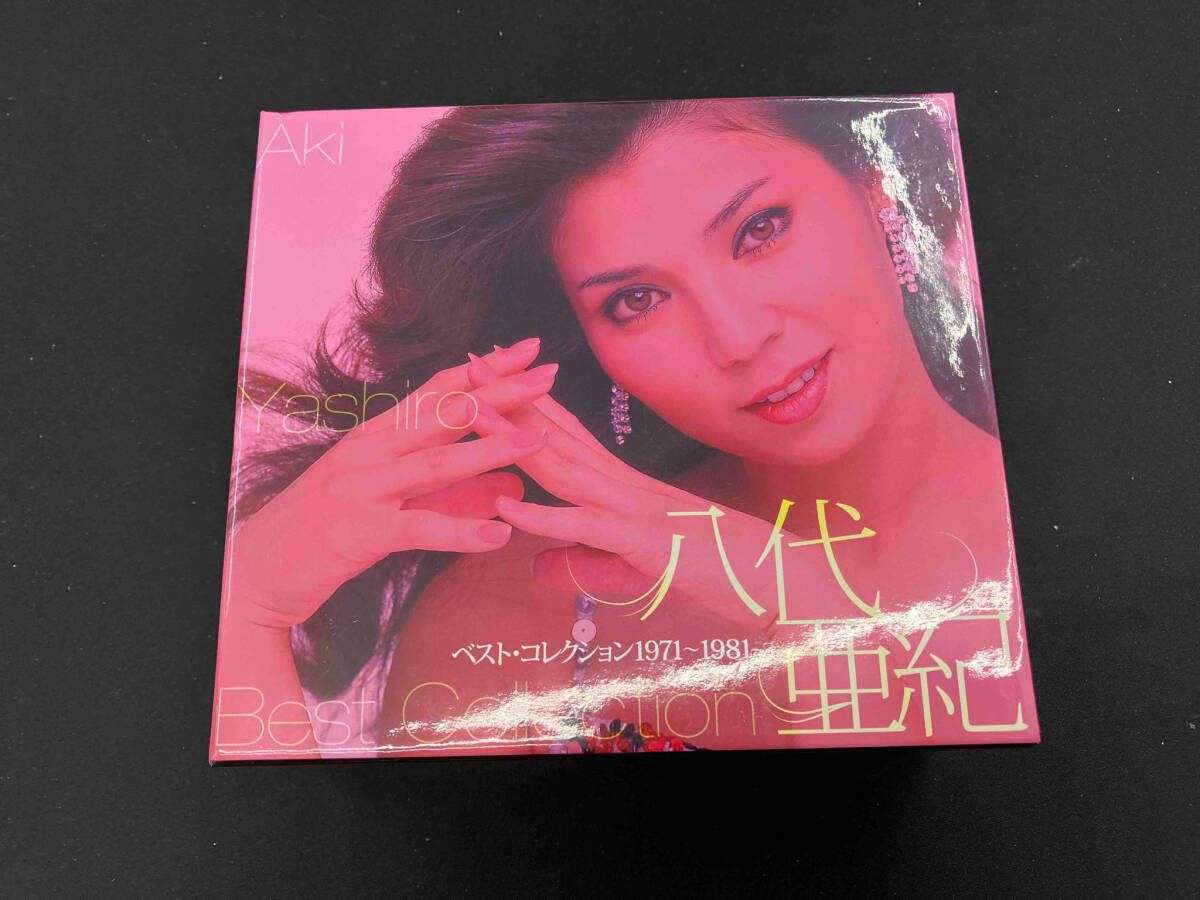 Aki
Yashiro
八代
亜紀
ベスト・コレクション1971~1981~
Best Collection